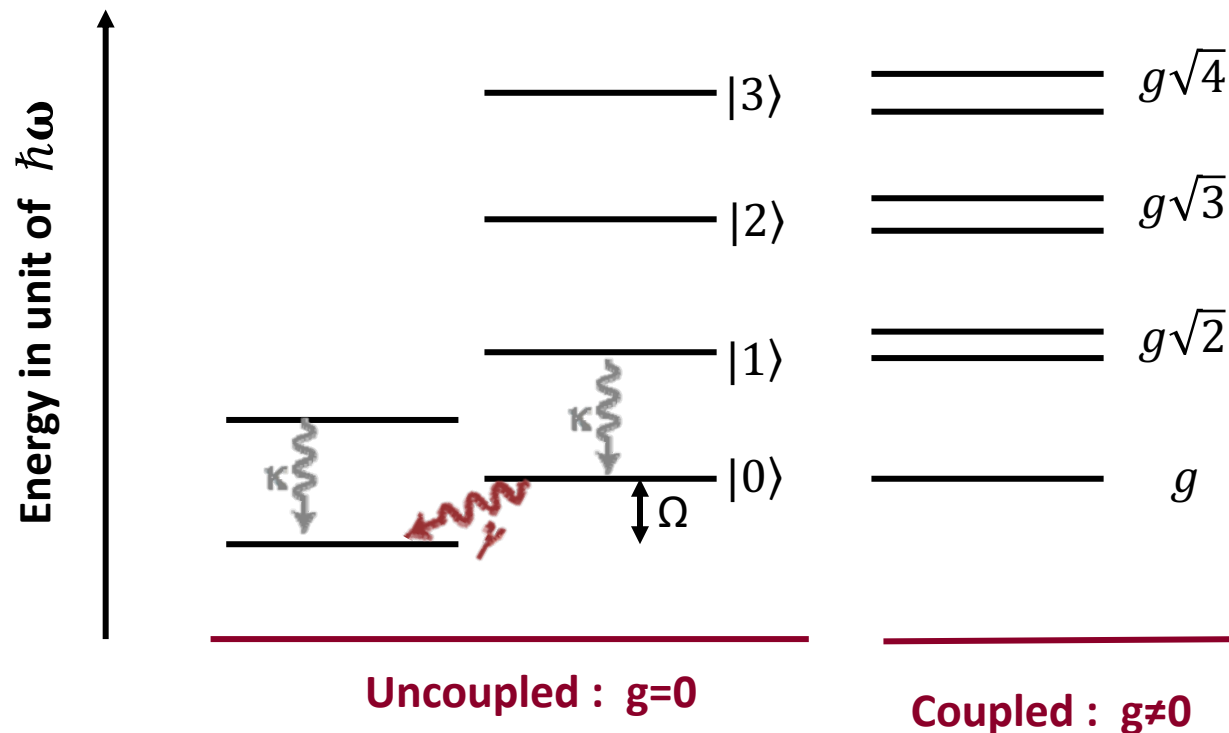 Energy in unit of ℏω
|3⟩
g√4
|2⟩
g√3
|1⟩
g√2
κ
κ
|0⟩
g
Ω
γ
Uncoupled : g=0
Coupled : g≠0